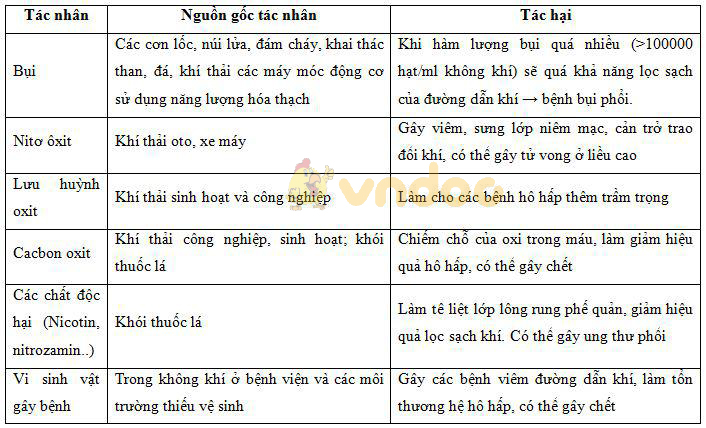 Tác nhân
Nguồn gốc tác nhân
Tác hại
Bụi
Các cơn lốc, núi lửa, đám cháy, khai thác
than, đá, khí thải các máy móc động cơ
sử dụng năng lượng hóa thạch
Khi hàm lượng bụi quá nhiều (>100000
hạt/ml không khí) sẽ quá khả năng lọc sạch
của đường dẫn khí → bệnh bụi phổi.
Nitơ ôxit
Khí thải oto, xe máy
Gây viêm, sưng lớp niêm mạc, cản trở trao
đổi khí, có thể gây tử vong ở liều cao
Lưu huỳnh
oxit
Khí thải sinh hoạt và công nghiệp
Làm cho các bệnh hô hấp thêm trầm trọng
Cacbon oxit
Khí thải công nghiệp, sinh hoạt; khói
thuốc lá
Chiếm chỗ của oxi trong máu, làm giảm hiệu
quả hô hấp, có thể gây chết
Các chất độc
hại (Nicotin,
nitrozamin..)
Khói thuốc lá
Làm tê liệt lớp lông rung phế quản, giảm hiệu
quả lọc sạch khí. Có thể gây ung thư phổi
Vi sinh vật
gây bệnh
Trong không khí ở bệnh viện và các môi
trường thiếu vệ sinh
Gây các bệnh viêm đường dẫn khí, làm tổn
thương hệ hô hấp, có thể gây chết
vndoc